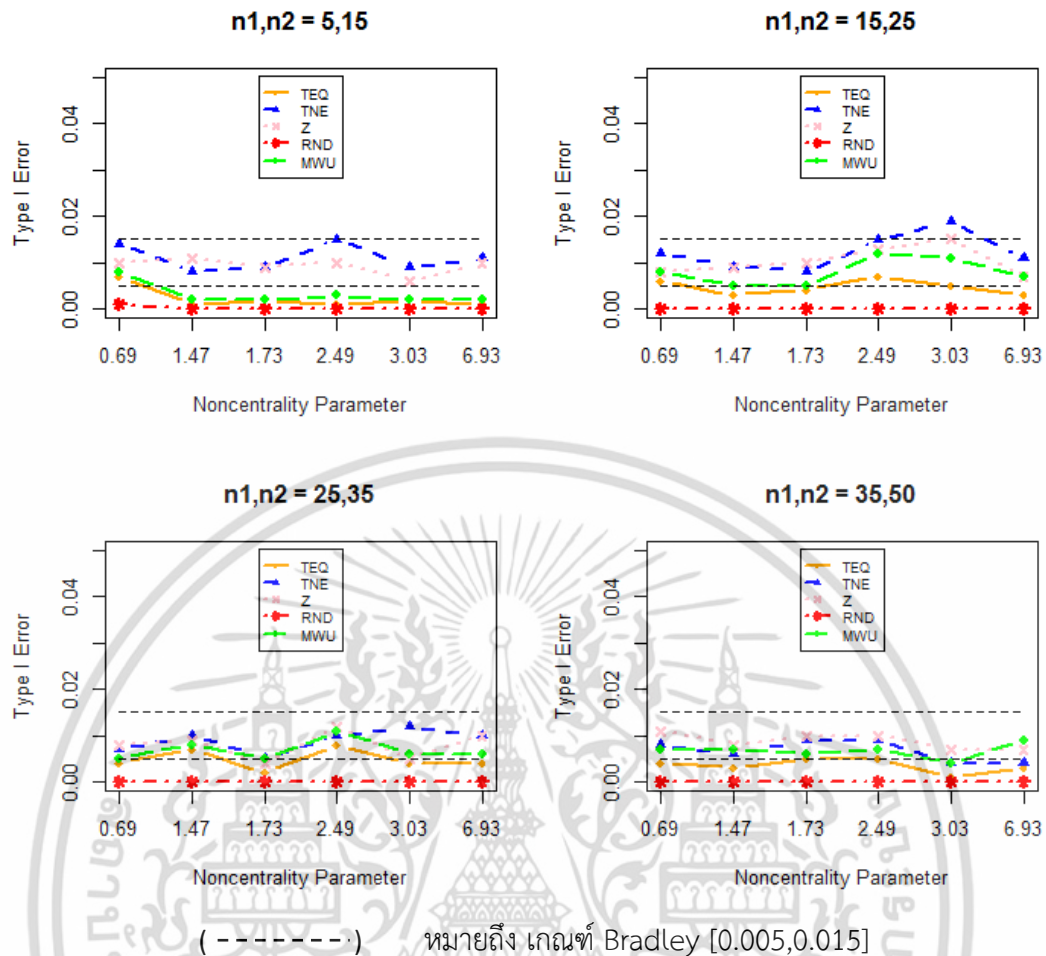 n1,n2 = 5,15
TEQ
TNE
Z
RND
MWU
Type I Error
0.00 0.02 0.04
0.69 1.47 1.73 2.49 3.03 6.93
Noncentrality Parameter
n1,n2 = 15,25
TEQ
TNE
Z
RND
MWU
Type I Error
0.00 0.02 0.04
0.69 1.47 1.73 2.49 3.03 6.93
Noncentrality Parameter
n1,n2 = 25,35
TEQ
TNE
Z
RND
MWU
Type I Error
0.00 0.02 0.04
0.69 1.47 1.73 2.49 3.03 6.93
Noncentrality Parameter
n1,n2 = 35,50
TEQ
TNE
Z
RND
MWU
Type I Error
0.00 0.02 0.04
0.69 1.47 1.73 2.49 3.03 6.93
Noncentrality Parameter
( - - - - - - - ) หมายถึง เกณฑ์ Bradley [0.005,0.015]